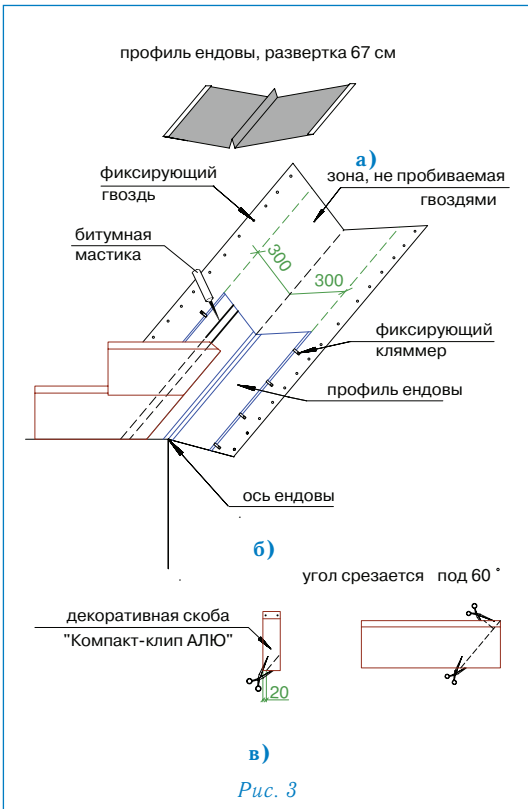 профиль ендовы, развертка 67 см
а)
фиксирующий
гвоздь
зона, не пробиваемая
гвоздями
битумная
мастика
300
300
фиксирующий
кляммер
профиль ендовы
ось ендовы
б)
угол срезается под 60°
декоративная скоба
"Компакт-клип АЛЮ"
20
в)
Рис. 3